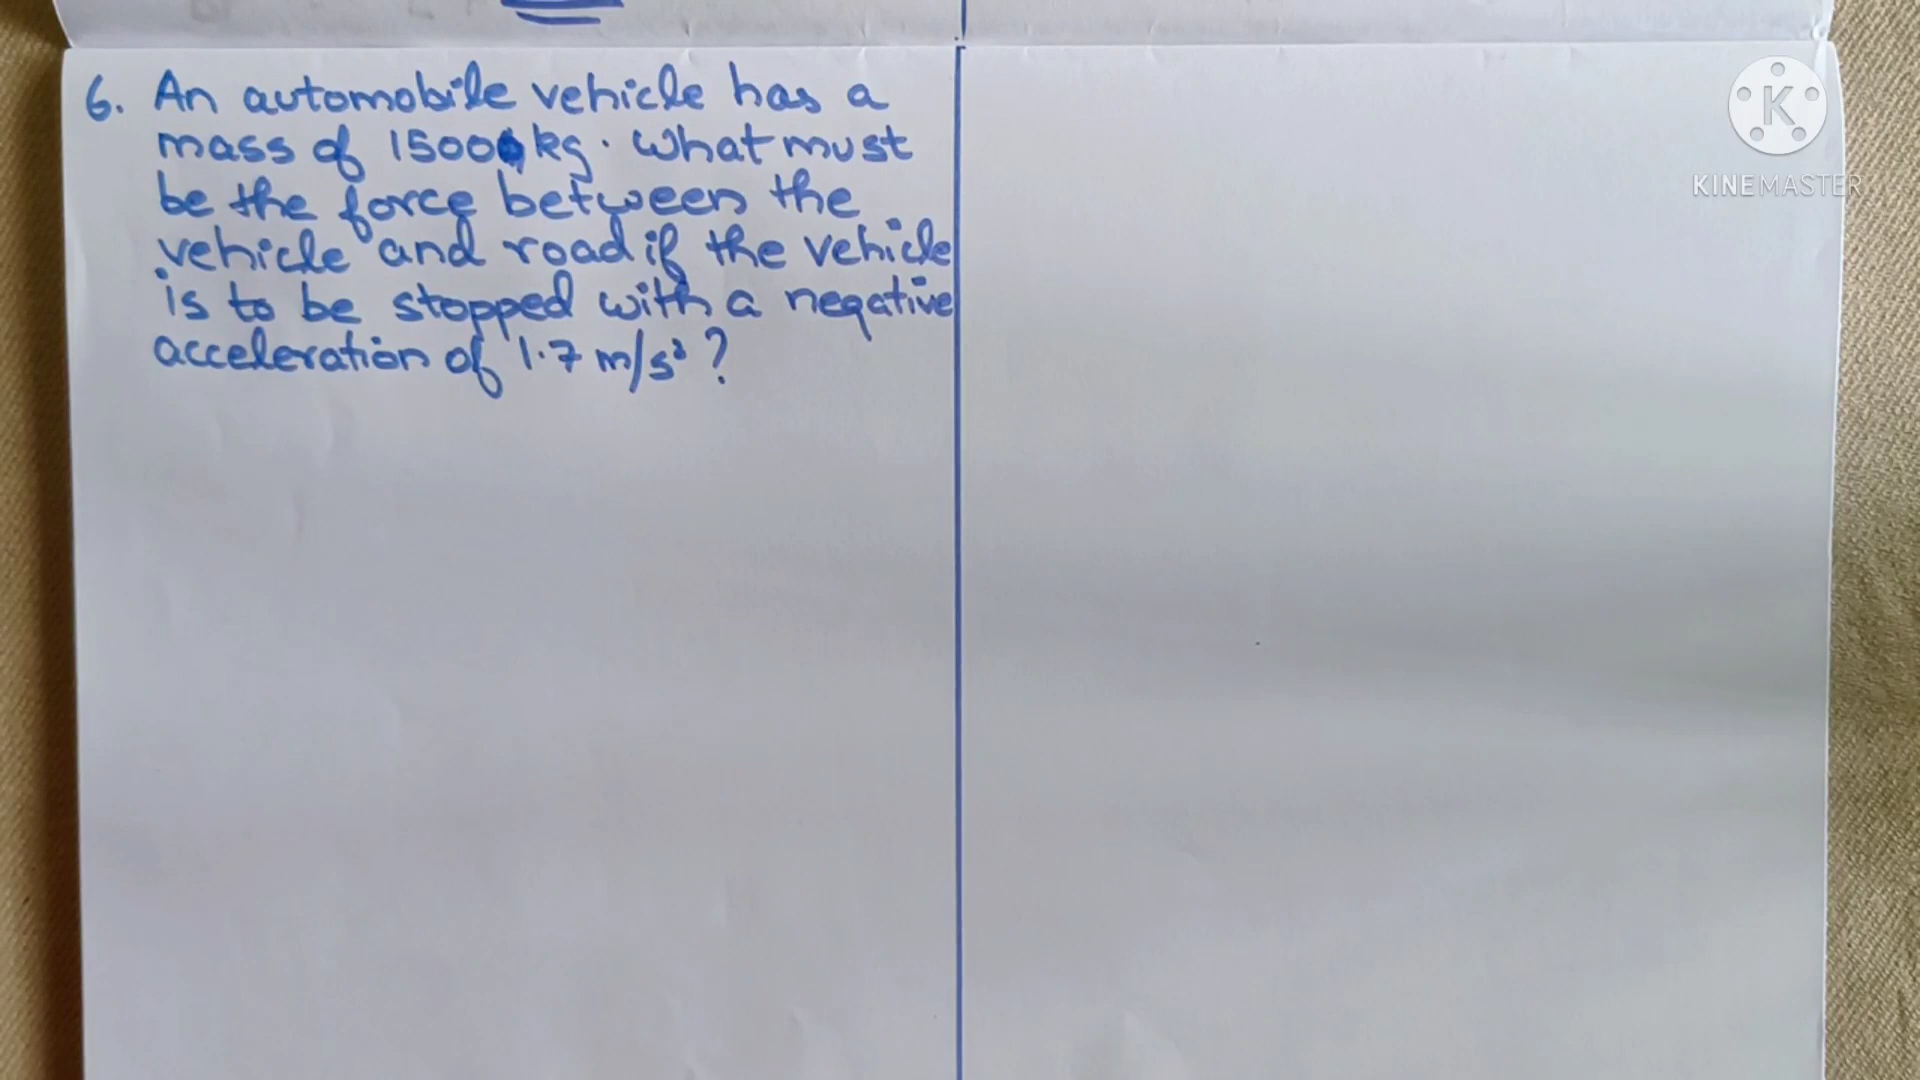 6. An automobile vehicle has a
mass of 1500 kg. What must
be the force between the
vehicle and road if the vehicle
is to be stopped with a negative
acceleration of 1.7 m/s² ?
K
KINEMASTER